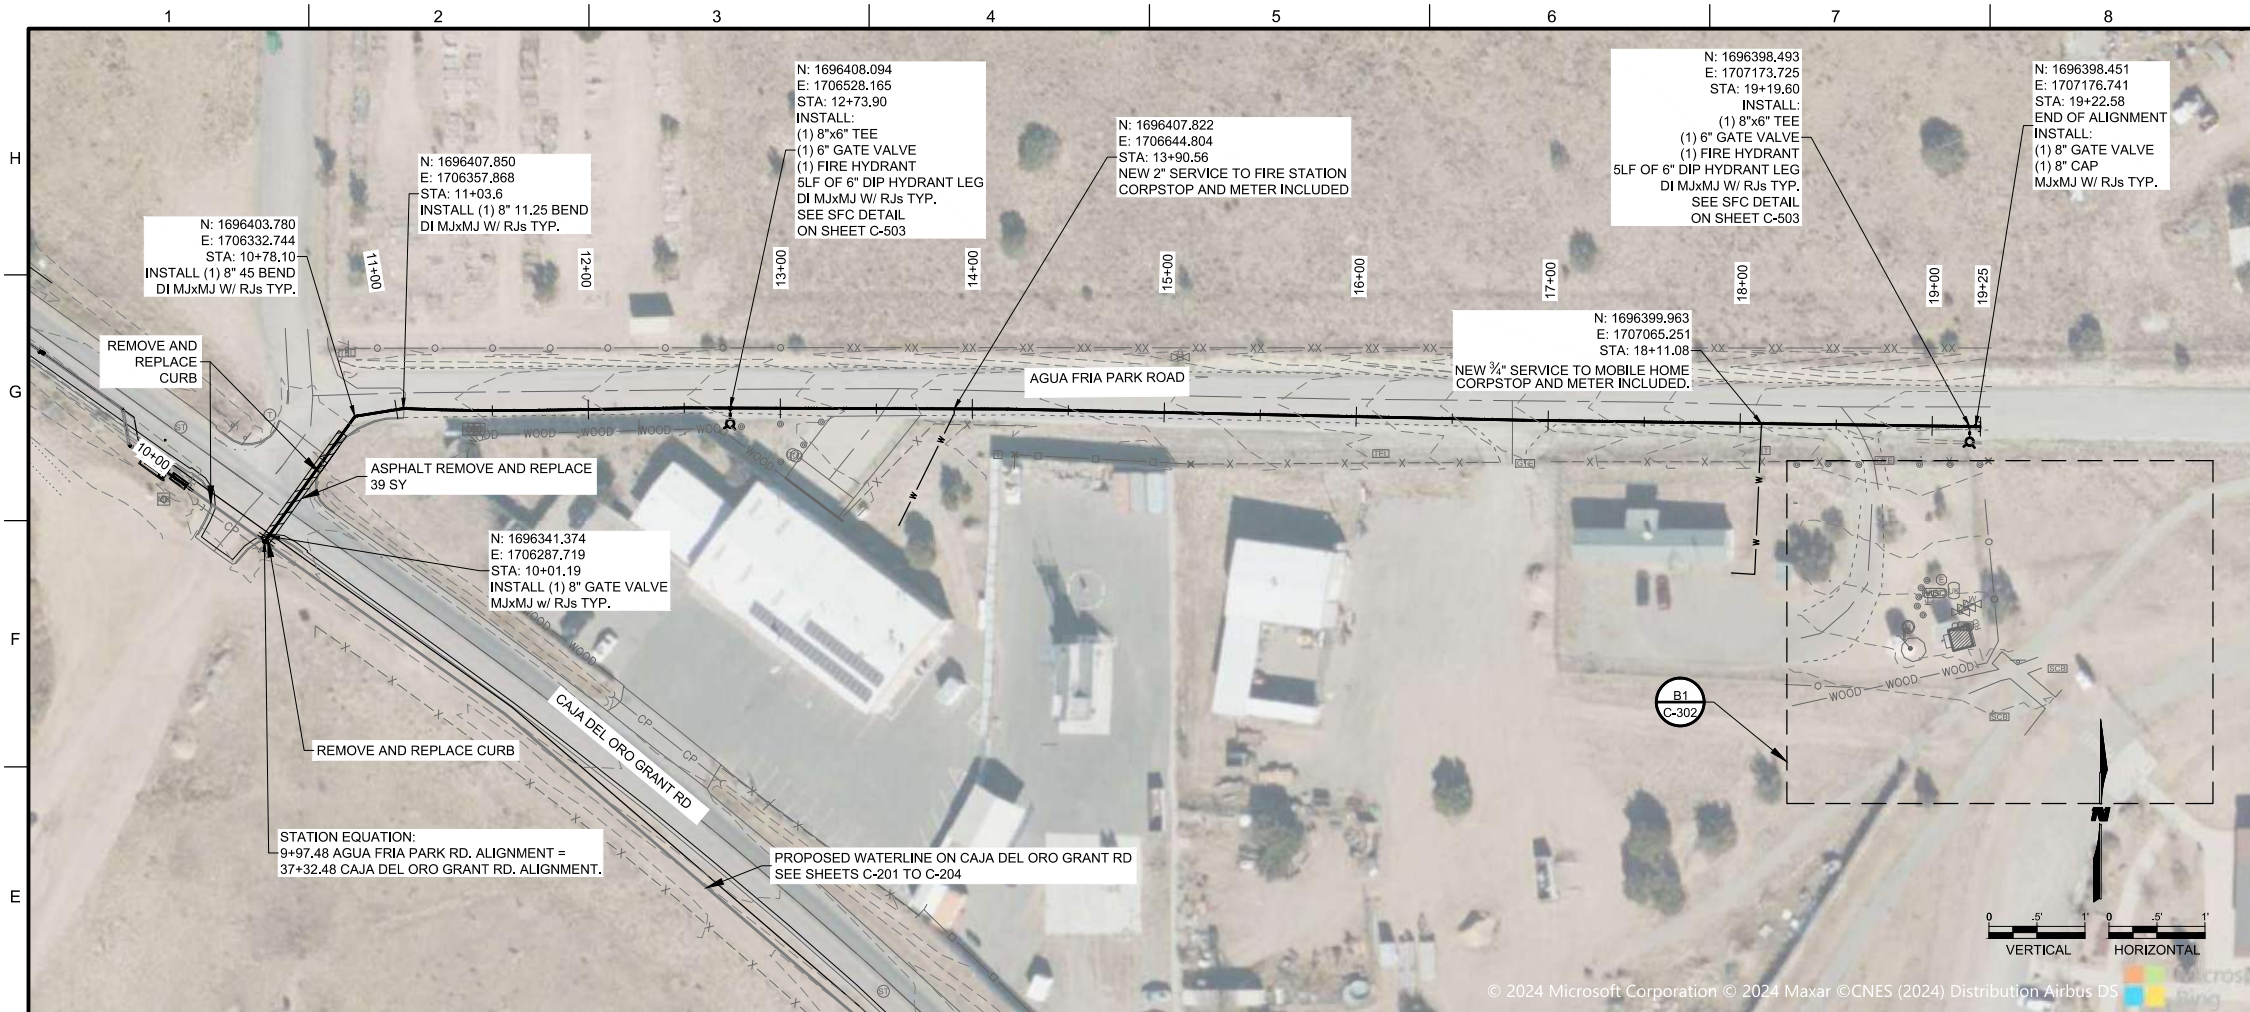 1 2 3 4 5 6 7 8
H
G
F
E
N: 1696403.780
E: 1706332.744
STA: 10+78.10
INSTALL (1) 8" 45 BEND
DI MJxMJ W/ RJs TYP.
N: 1696407.850
E: 1706357.868
STA: 11+03.6
INSTALL (1) 8" 11.25 BEND
DI MJxMJ W/ RJs TYP.
N: 1696408.094
E: 1706528.165
STA: 12+73.90
INSTALL:
(1) 8"x6" TEE
(1) 6" GATE VALVE
(1) FIRE HYDRANT
5LF OF 6" DIP HYDRANT LEG
DI MJxMJ W/ RJs TYP.
SEE SFC DETAIL
ON SHEET C-503
N: 1696407.822
E: 1706644.804
STA: 13+90.56
NEW 2" SERVICE TO FIRE STATION
CORPSTOP AND METER INCLUDED
N: 1696398.493
E: 1707173.725
STA: 19+19.60
INSTALL:
(1) 8"x6" TEE
(1) 6" GATE VALVE
(1) FIRE HYDRANT
5LF OF 6" DIP HYDRANT LEG
DI MJxMJ W/ RJs TYP.
SEE SFC DETAIL
ON SHEET C-503
N: 1696398.451
E: 1707176.741
STA: 19+22.58
END OF ALIGNMENT
INSTALL:
(1) 8" GATE VALVE
(1) 8" CAP
MJxMJ W/ RJs TYP.
11+00
12+00
13+00
14+00
15+00
16+00
17+00
18+00
19+00
19+25
N: 1696399.963
E: 1707065.251
STA: 18+11.08
NEW ¾" SERVICE TO MOBILE HOME
CORPSTOP AND METER INCLUDED.
REMOVE AND
REPLACE
CURB
AGUA FRIA PARK ROAD
10+00
ASPHALT REMOVE AND REPLACE
39 SY
WOOD WOOD WOOD WOOD
WOOD
N: 1696341.374
E: 1706287.719
STA: 10+01.19
INSTALL (1) 8" GATE VALVE
MJxMJ w/ RJs TYP.
WOOD
WOOD
CP
CP
CP
REMOVE AND REPLACE CURB
CAJA DEL ORO GRANT RD
WOOD WOOD WOOD
B1
C-302
STATION EQUATION:
9+97.48 AGUA FRIA PARK RD. ALIGNMENT =
37+32.48 CAJA DEL ORO GRANT RD. ALIGNMENT.
PROPOSED WATERLINE ON CAJA DEL ORO GRANT RD
SEE SHEETS C-201 TO C-204
N
0 .5' 1'
VERTICAL
0 .5' 1'
HORIZONTAL
© 2024 Microsoft Corporation © 2024 Maxar ©CNES (2024) Distribution Airbus DS
Bing